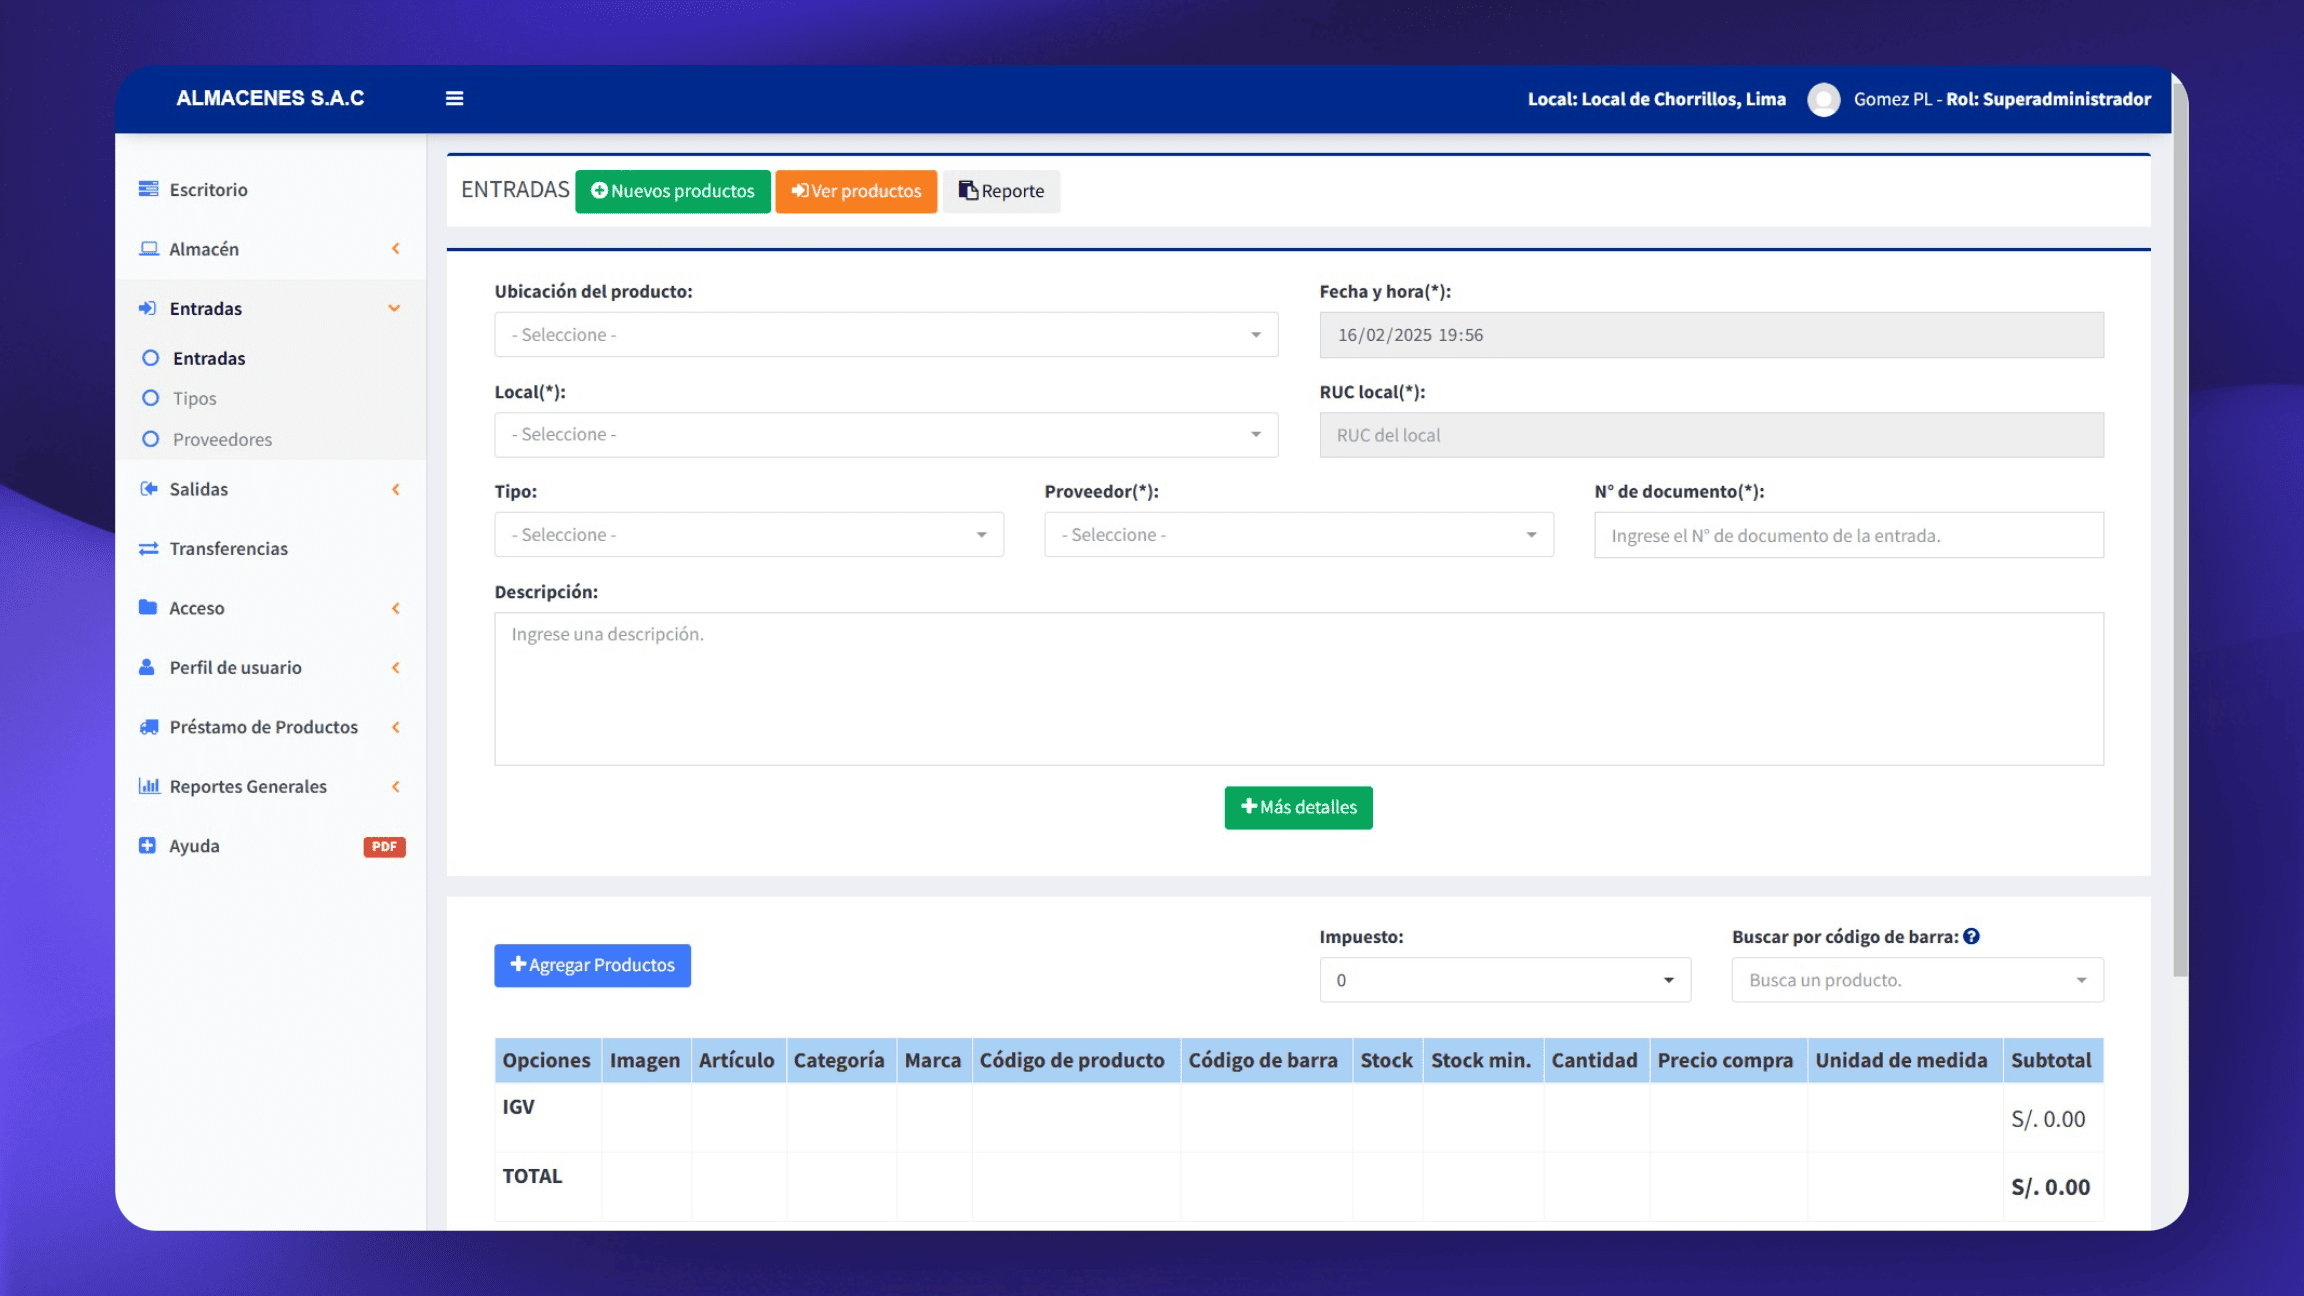 ALMACENES S.A.C
Local: Local de Chorrillos, Lima
Gomez PL - Rol: Superadministrador
Escritorio
Almacén
Entradas
Entradas
Tipos
Proveedores
Salidas
Transferencias
Acceso
Perfil de usuario
Préstamo de Productos
Reportes Generales
Ayuda PDF
ENTRADAS Nuevos productos Ver productos Reporte
Ubicación del producto: Fecha y hora(*):
- Seleccione - 16/02/2025 19:56
Local(*): RUC local(*):
- Seleccione - RUC del local
Tipo: Proveedor(*): N° de documento(*):
- Seleccione - - Seleccione - Ingrese el N° de documento de la entrada.
Descripción:
Ingrese una descripción.
Más detalles
Impuesto: Buscar por código de barra:
Agregar Productos 0 Busca un producto.
Opciones Imagen Artículo Categoría Marca Código de producto Código de barra Stock Stock min. Cantidad Precio compra Unidad de medida Subtotal
IGV S/. 0.00
TOTAL S/. 0.00